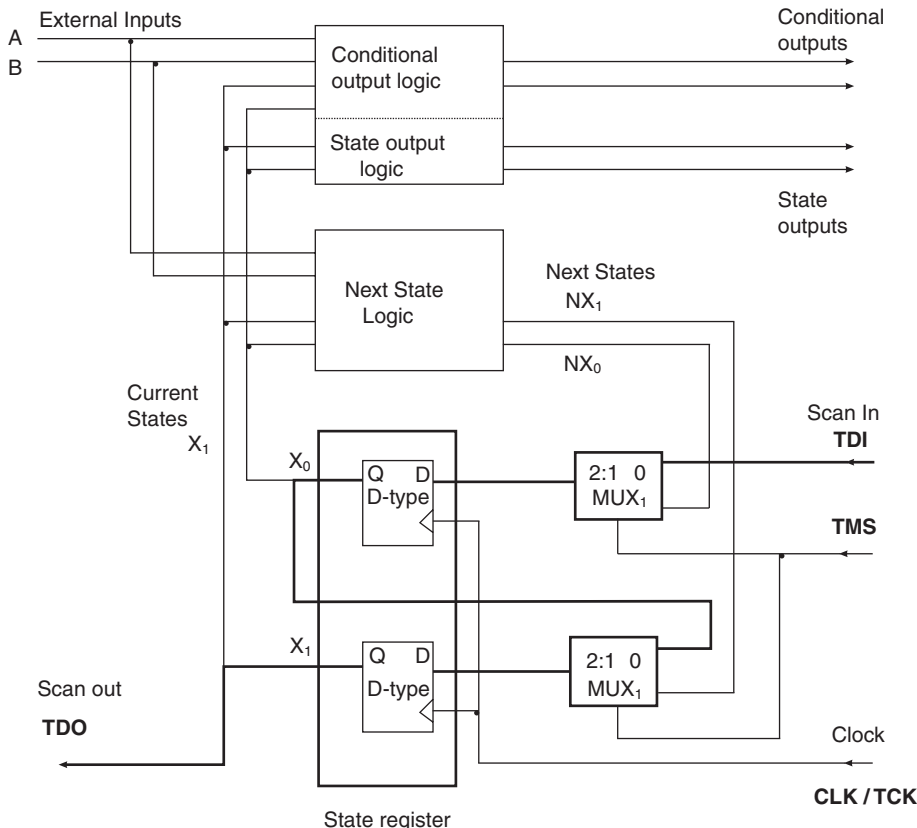 External Inputs
A
B
Conditional
output logic
State output
logic
Conditional
outputs
State
outputs
Next State
Logic
Next States
NX₁
NX₀
Current
States
X₁
Scan In
TDI
X₀
Q D
D-type
2:1 0
MUX₁
TMS
X₁
Q D
D-type
2:1 0
MUX₁
Scan out
TDO
Clock
CLK / TCK
State register